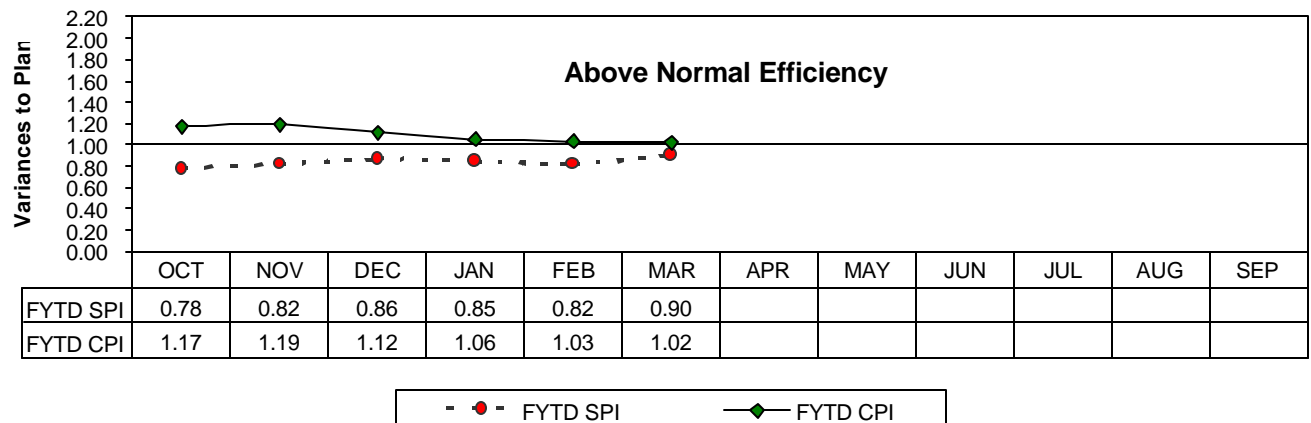 2.20
2.00
1.80
1.60
1.40
1.20
1.00
0.80
0.60
0.40
0.20
0.00
Variances to Plan
Above Normal Efficiency
OCT NOV DEC JAN FEB MAR APR MAY JUN JUL AUG SEP
FYTD SPI 0.78 0.82 0.86 0.85 0.82 0.90
FYTD CPI 1.17 1.19 1.12 1.06 1.03 1.02
FYTD SPI FYTD CPI